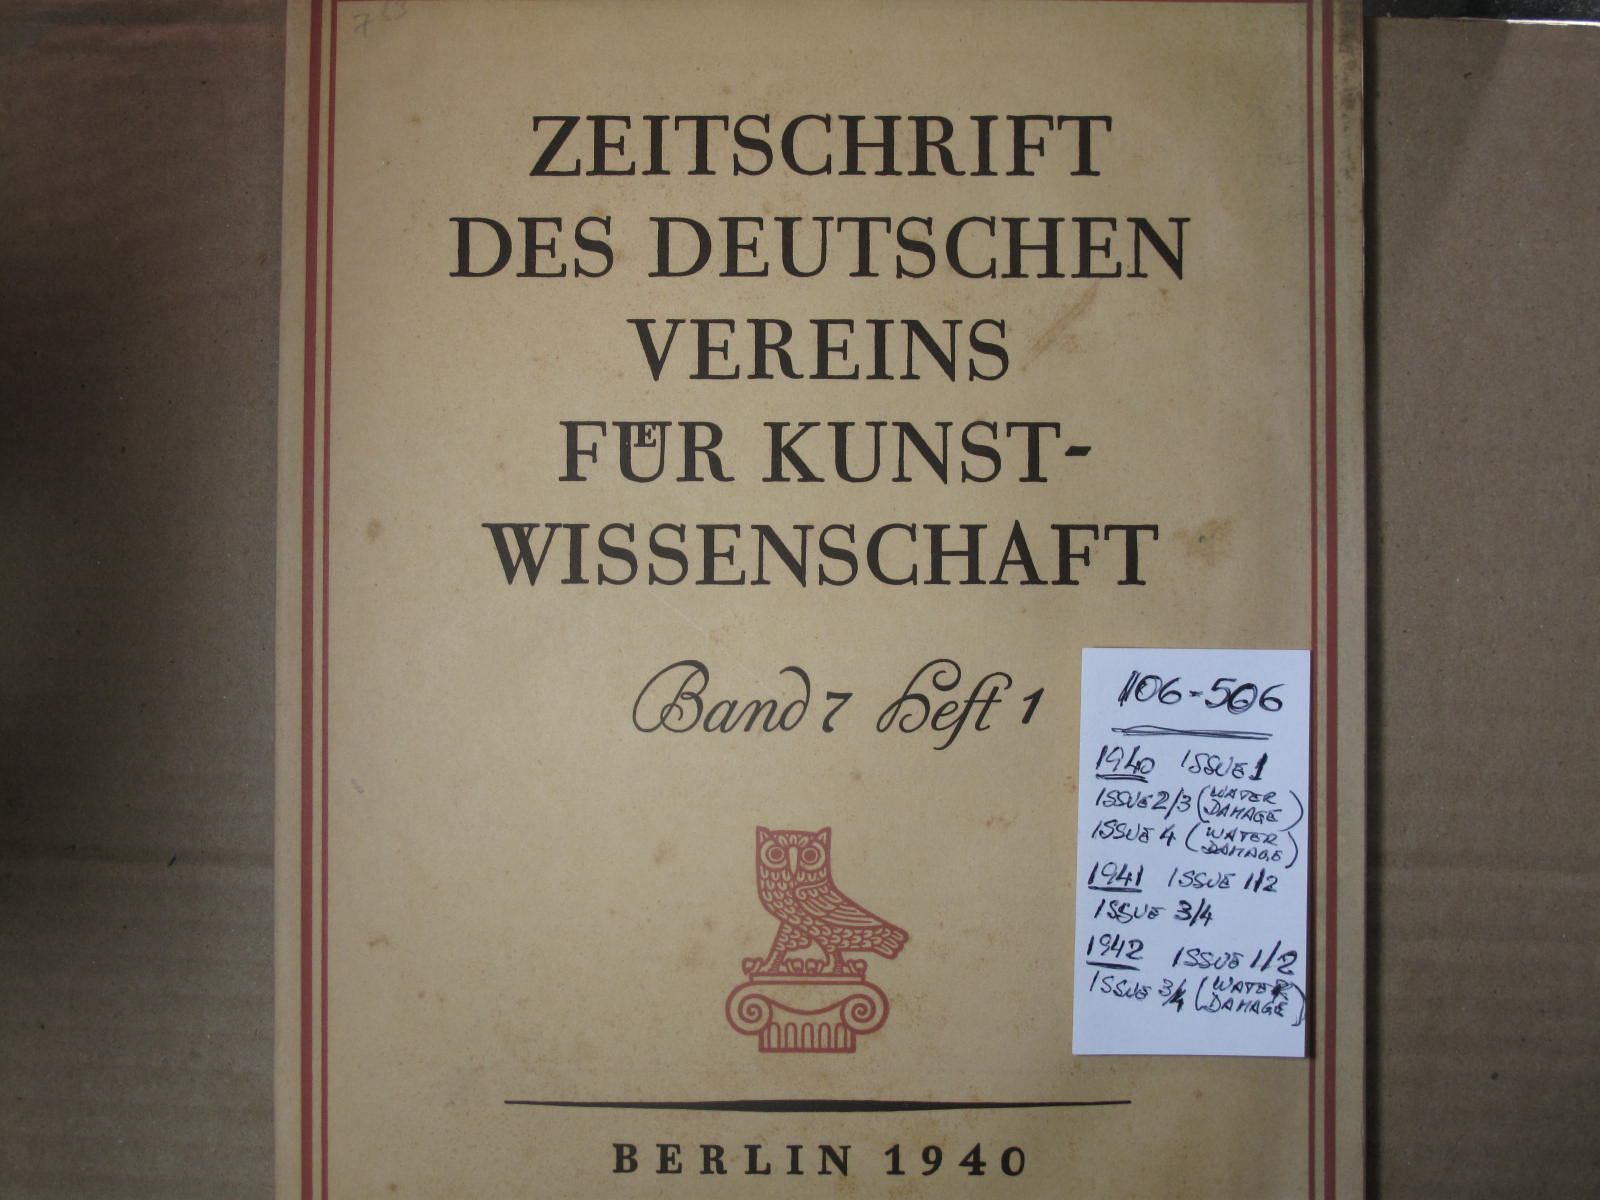 ZEITSCHRIFT
DES DEUTSCHEN
VEREINS
FUER KUNST-
WISSENSCHAFT
Band 7 Heft 1
BERLIN 1940
106-506
1940 ISSUE 1
ISSUE 2/3 (WATER
DAMAGE)
ISSUE 4 (WATER
DAMAGE)
1941 ISSUE 1/2
ISSUE 3/4
1942 ISSUE 1/2
ISSUE 3/4 (WATER
DAMAGE)